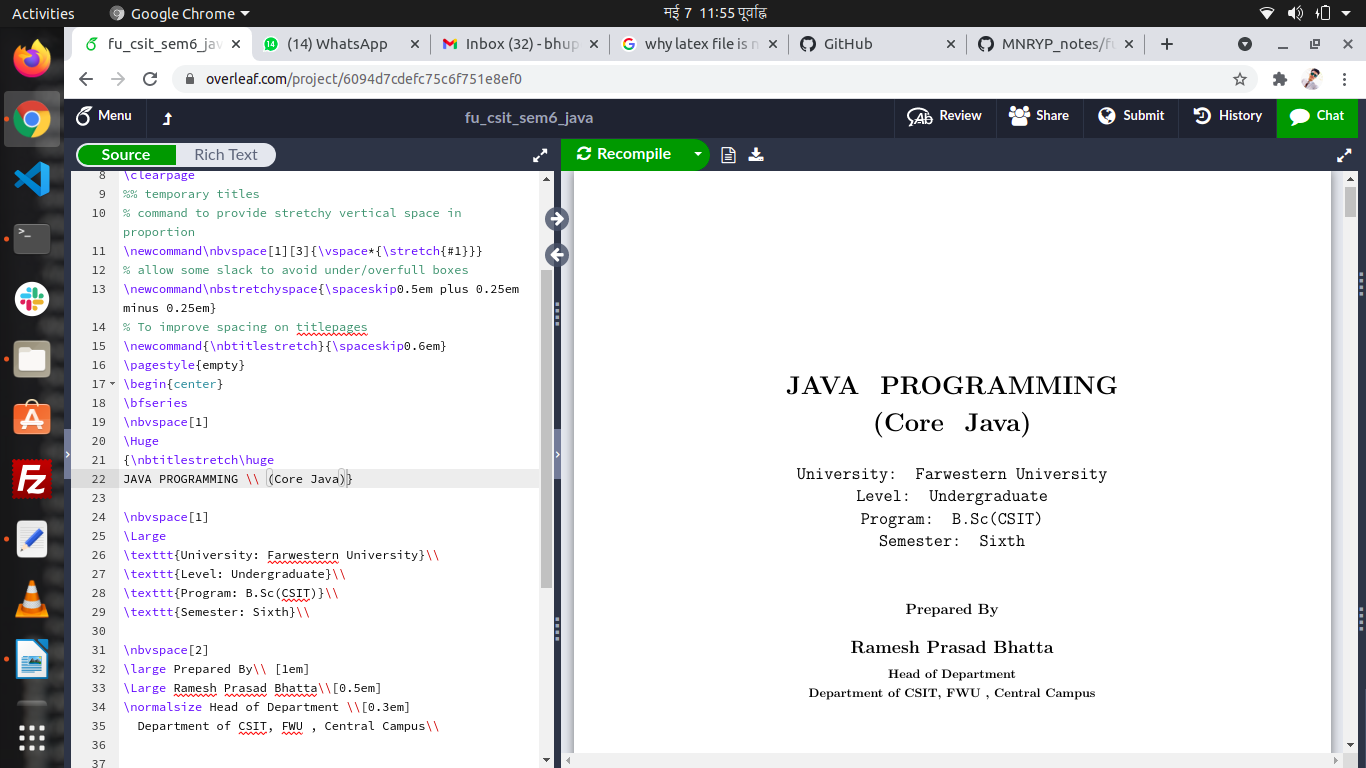 Activities
Google Chrome
मई 7 11:55 पूर्वाह्न
fu_csit_sem6_jav
(14) WhatsApp
Inbox (32) - bhup
why latex file is n
GitHub
MNRYP_notes/fu
overleaf.com/project/6094d7cdefc75c6f751e8ef0
Menu
fu_csit_sem6_java
Review
Share
Submit
History
Chat
Source
Rich Text
Recompile
8 \clearpage
9 %% temporary titles
10 % command to provide stretchy vertical space in
proportion
11 \newcommand\nbvspace[1][3]{\vspace*{\stretch{#1}}}
12 % allow some slack to avoid under/overfull boxes
13 \newcommand\nbstretchyspace{\spaceskip0.5em plus 0.25em
minus 0.25em}
14 % To improve spacing on titlepages
15 \newcommand{\nbtitlestretch}{\spaceskip0.6em}
16 \pagestyle{empty}
17 \begin{center}
18 \bfseries
19 \nbvspace[1]
20 \Huge
21 {\nbtitlestretch\huge
22 JAVA PROGRAMMING \\ (Core Java)}
23
24 \nbvspace[1]
25 \Large
26 \texttt{University: Farwestern University}\\
27 \texttt{Level: Undergraduate}\\
28 \texttt{Program: B.Sc(CSIT)}\\
29 \texttt{Semester: Sixth}\\
30
31 \nbvspace[2]
32 \large Prepared By\\ [1em]
33 \Large Ramesh Prasad Bhatta\\[0.5em]
34 \normalsize Head of Department \\[0.3em]
35 Department of CSIT, FWU , Central Campus\\
36
37
JAVA PROGRAMMING
(Core Java)
University: Farwestern University
Level: Undergraduate
Program: B.Sc(CSIT)
Semester: Sixth
Prepared By
Ramesh Prasad Bhatta
Head of Department
Department of CSIT, FWU , Central Campus